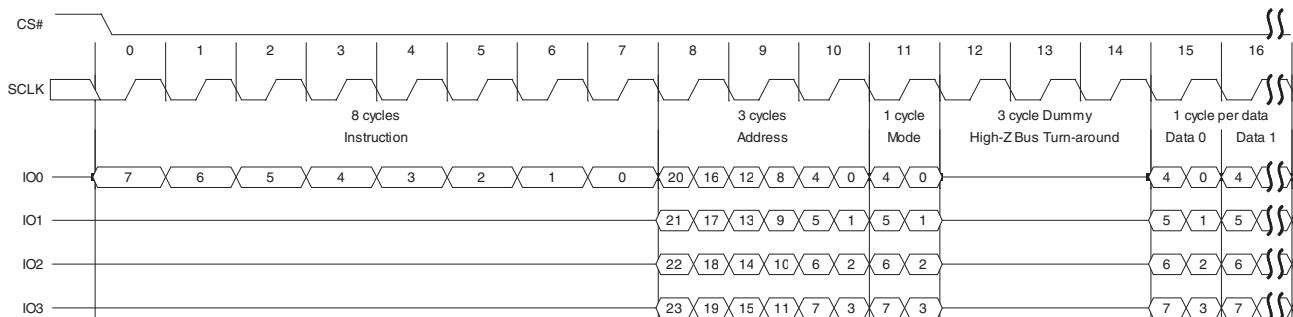 CS#
0 1 2 3 4 5 6 7 8 9 10 11 12 13 14 15 16
SCLK
8 cycles 3 cycles 1 cycle 3 cycle Dummy 1 cycle per data
Instruction Address Mode High-Z Bus Turn-around Data 0 Data 1
IO0 7 6 5 4 3 2 1 0 20 16 12 8 4 0 4 0 4 0 4
IO1 21 17 13 9 5 1 5 1 5 1 5
IO2 22 18 14 10 6 2 6 2 6 2 6
IO3 23 19 15 11 7 3 7 3 7 3 7